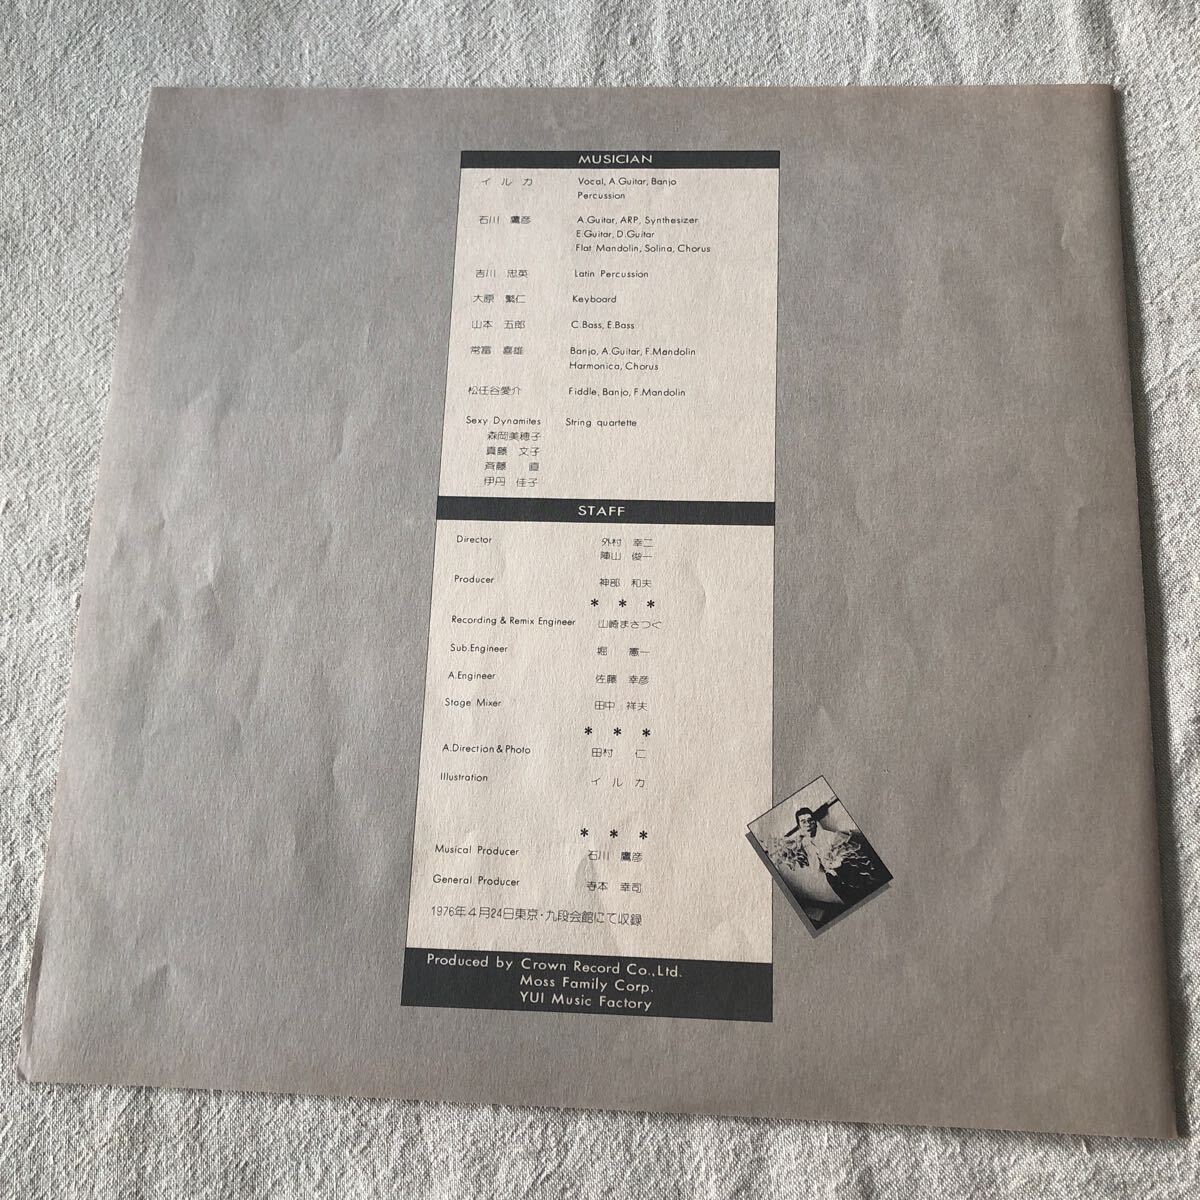 MUSICIAN
イルカ Vocal, A.Guitar, Banjo
Percussion
石川 鷹彦 A.Guitar, ARP, Synthesizer
E.Guitar, D.Guitar
Flat Mandolin, Solina, Chorus
吉川 忠英 Latin Percussion
大原 繁仁 Keyboard
山本 五郎 C.Bass, E.Bass
常富 喜雄 Banjo, A.Guitar, F.Mandolin
Harmonica, Chorus
松任谷愛介 Fiddle, Banjo, F.Mandolin
Sexy Dynamites String quartette
森岡美穂子
真藤 文子
斉藤 直
伊丹 佳子
STAFF
Director 外村 幸二
陣山 俊一
Producer 神部 和夫
* * *
Recording & Remix Engineer 山崎まさつぐ
Sub.Engineer 堀 憲一
A.Engineer 佐藤 幸彦
Stage Mixer 田中 祥夫
* * *
A.Direction & Photo 田村 仁
Illustration イルカ
* * *
Musical Producer 石川 鷹彦
General Producer 寺本 幸司
1976年4月24日東京・九段会館にて収録
Produced by Crown Record Co.,Ltd.
Moss Family Corp.
YUI Music Factory